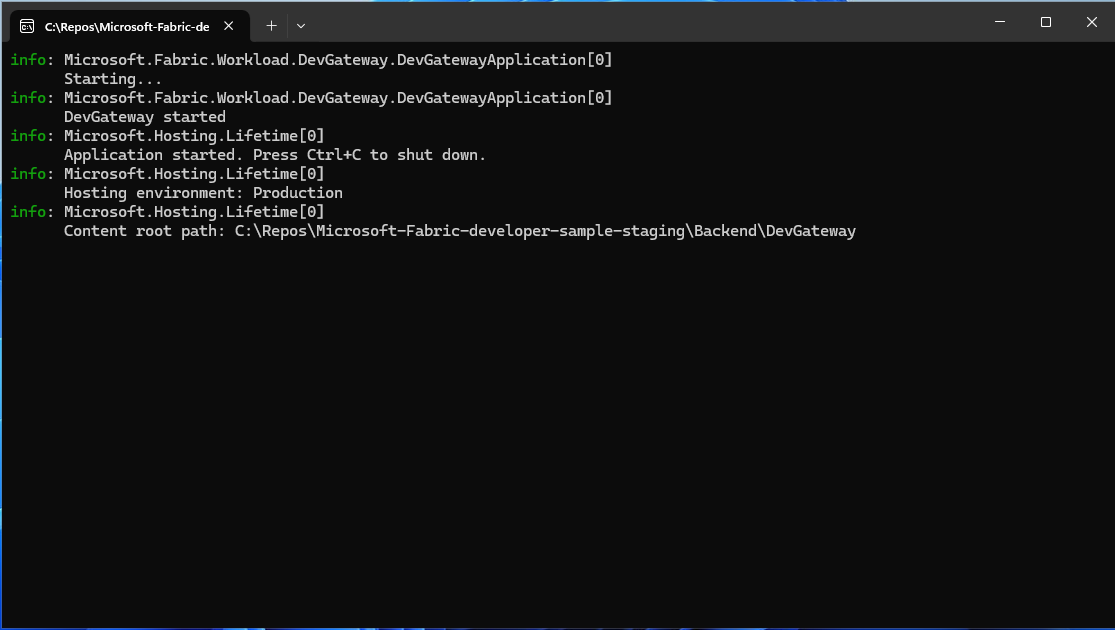 C:\Repos\Microsoft-Fabric-de
info: Microsoft.Fabric.Workload.DevGateway.DevGatewayApplication[0]
      Starting...
info: Microsoft.Fabric.Workload.DevGateway.DevGatewayApplication[0]
      DevGateway started
info: Microsoft.Hosting.Lifetime[0]
      Application started. Press Ctrl+C to shut down.
info: Microsoft.Hosting.Lifetime[0]
      Hosting environment: Production
info: Microsoft.Hosting.Lifetime[0]
      Content root path: C:\Repos\Microsoft-Fabric-developer-sample-staging\Backend\DevGateway